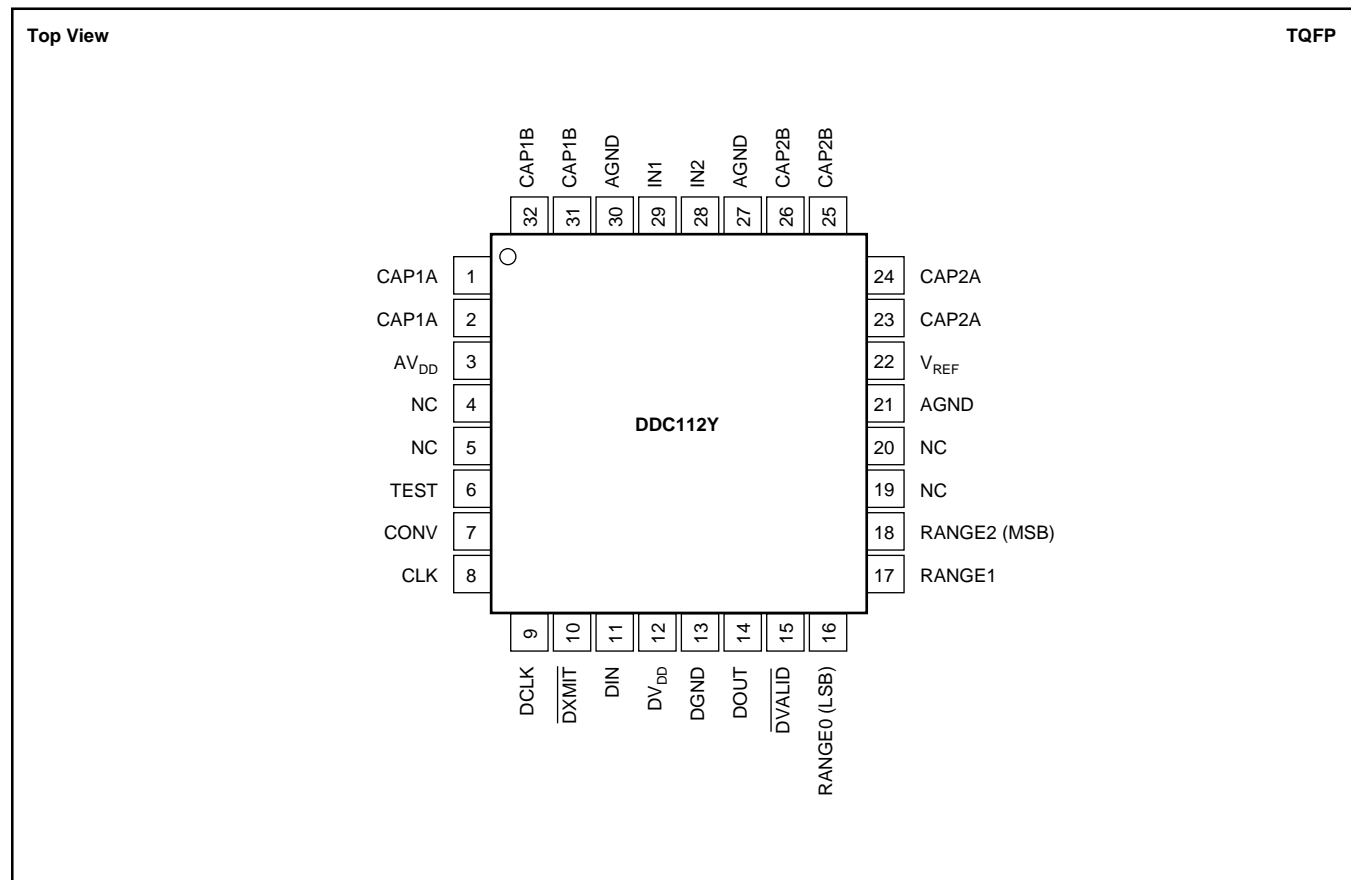 Top View
TQFP
CAP1B
CAP1B
AGND
IN1
IN2
AGND
CAP2B
CAP2B
32
31
30
29
28
27
26
25
CAP1A 1
CAP1A 2
AVDD 3
NC 4
NC 5
TEST 6
CONV 7
CLK 8
DDC112Y
24 CAP2A
23 CAP2A
22 VREF
21 AGND
20 NC
19 NC
18 RANGE2 (MSB)
17 RANGE1
9
10
11
12
13
14
15
16
DCLK
DXMIT
DIN
DVDD
DGND
DOUT
DVALID
RANGE0 (LSB)